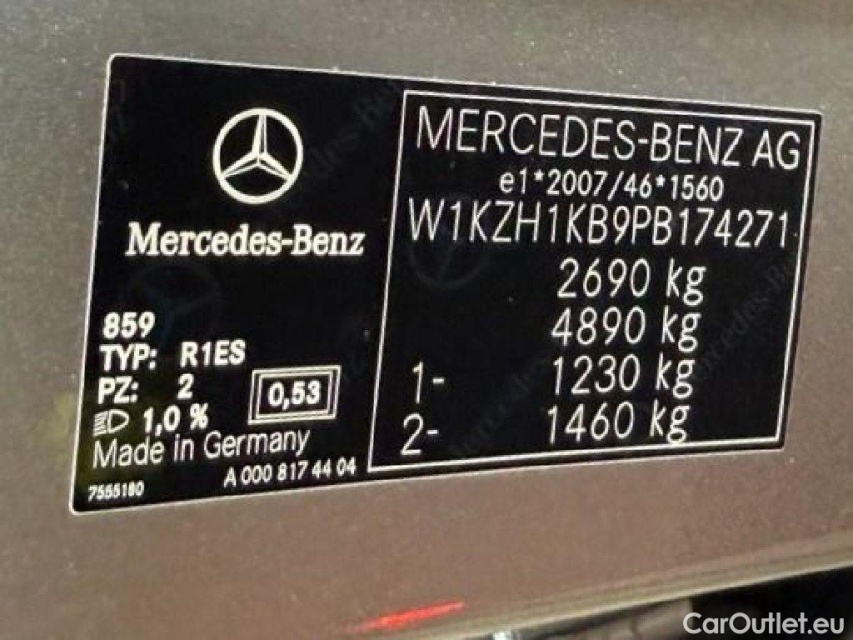 Mercedes-Benz
859
TYP: R1ES
PZ: 2
1,0 %
0,53
Made in Germany
7555180
A 000 817 44 04
MERCEDES-BENZ AG
e1*2007/46*1560
W1KZH1KB9PB174271
2690 kg
4890 kg
1- 1230 kg
2- 1460 kg
CarOutlet.eu